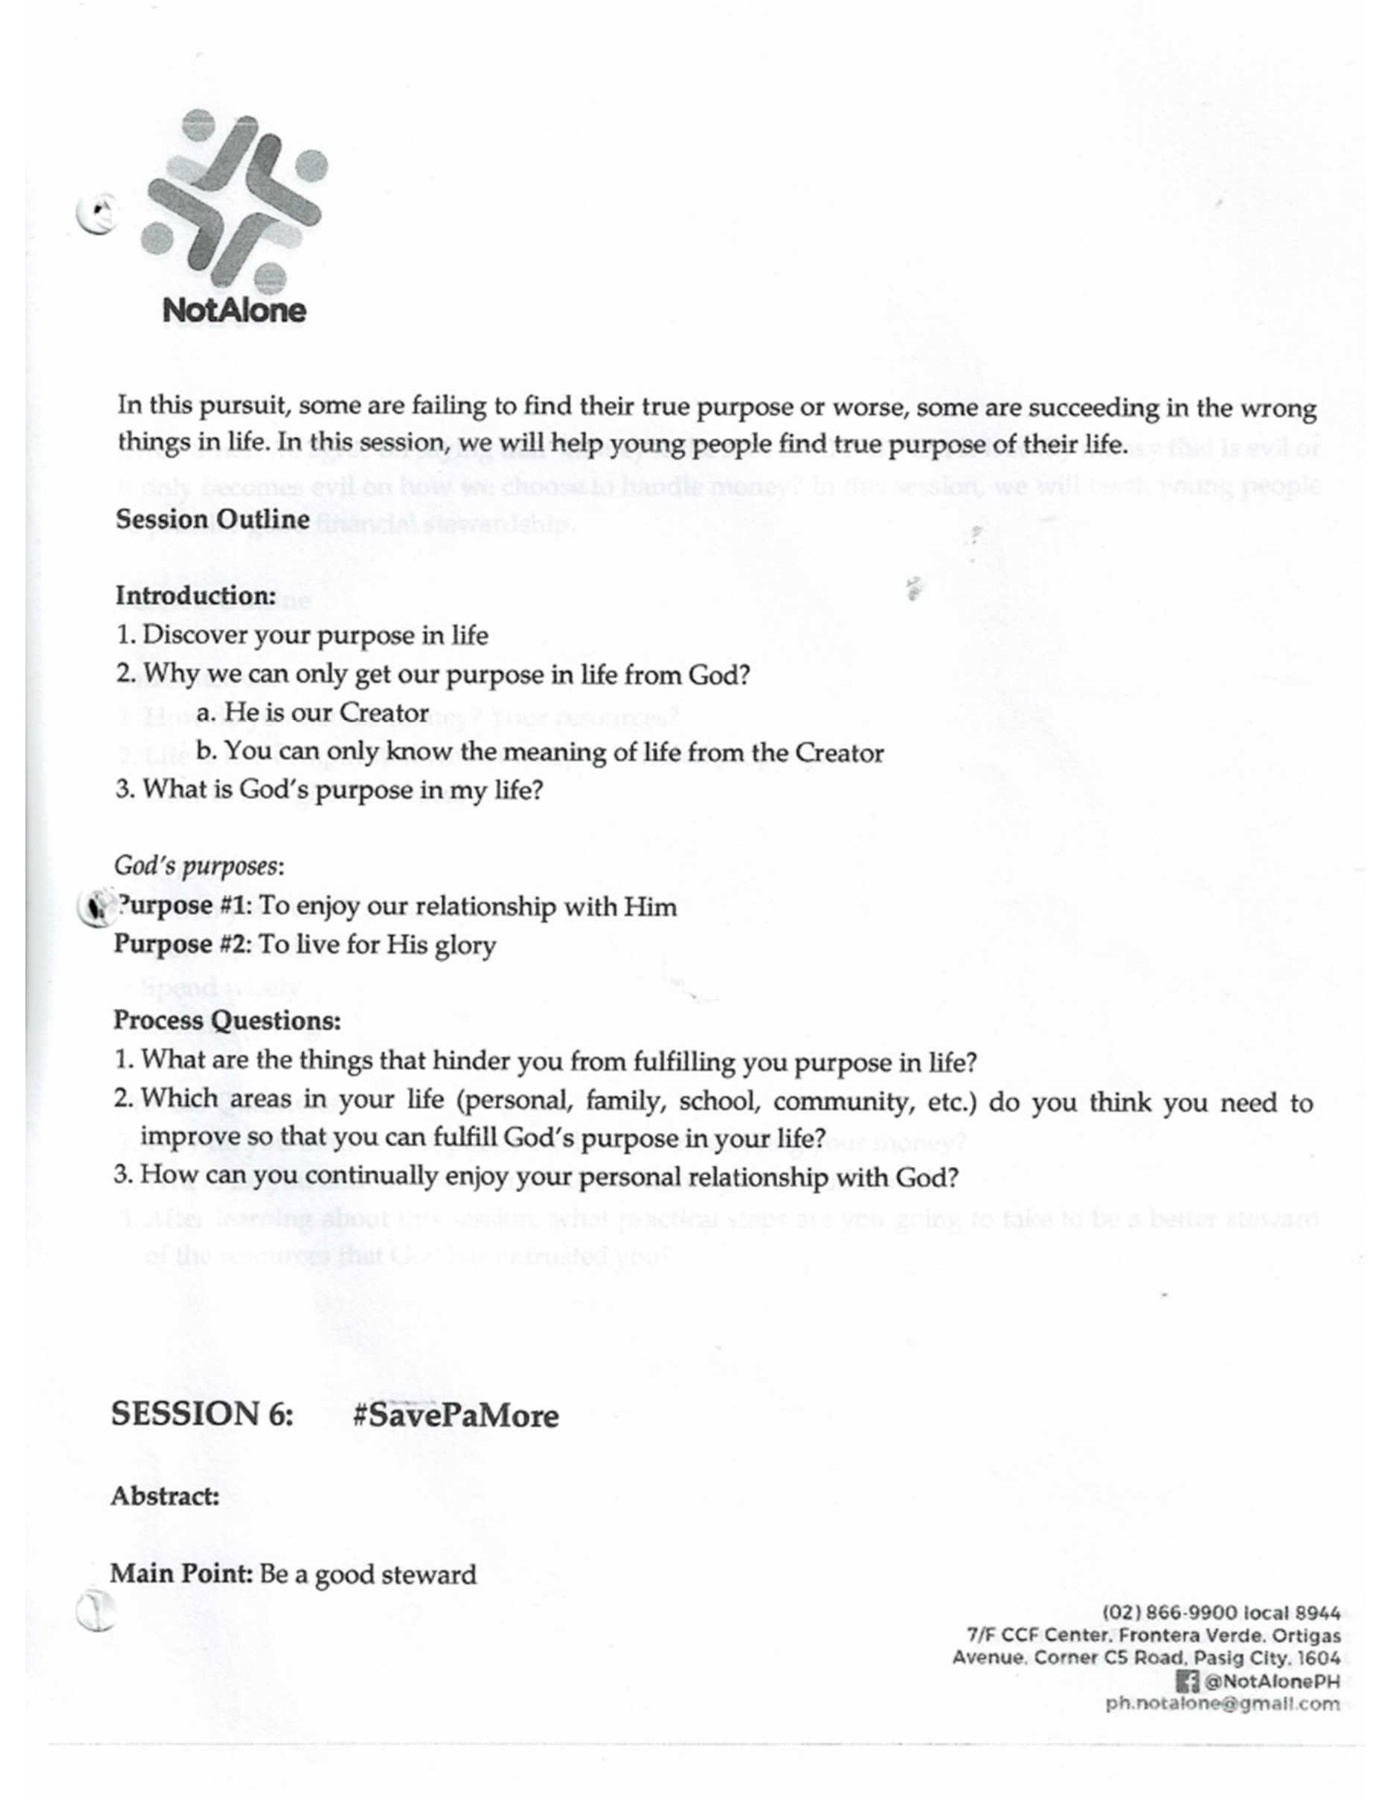 NotAlone
In this pursuit, some are failing to find their true purpose or worse, some are succeeding in the wrong
things in life. In this session, we will help young people find true purpose of their life.
Session Outline
Introduction:
1. Discover your purpose in life
2. Why we can only get our purpose in life from God?
a. He is our Creator
b. You can only know the meaning of life from the Creator
3. What is God's purpose in my life?
God's purposes:
Purpose #1: To enjoy our relationship with Him
Purpose #2: To live for His glory
Process Questions:
1. What are the things that hinder you from fulfilling you purpose in life?
2. Which areas in your life (personal, family, school, community, etc.) do you think you need to
improve so that you can fulfill God's purpose in your life?
3. How can you continually enjoy your personal relationship with God?
SESSION 6: #SavePaMore
Abstract:
Main Point: Be a good steward
(02) 866-9900 local 8944
7/F CCF Center, Frontera Verde, Ortigas
Avenue, Corner C5 Road, Pasig City, 1604
@NotAlonePH
ph.notalone@gmail.com